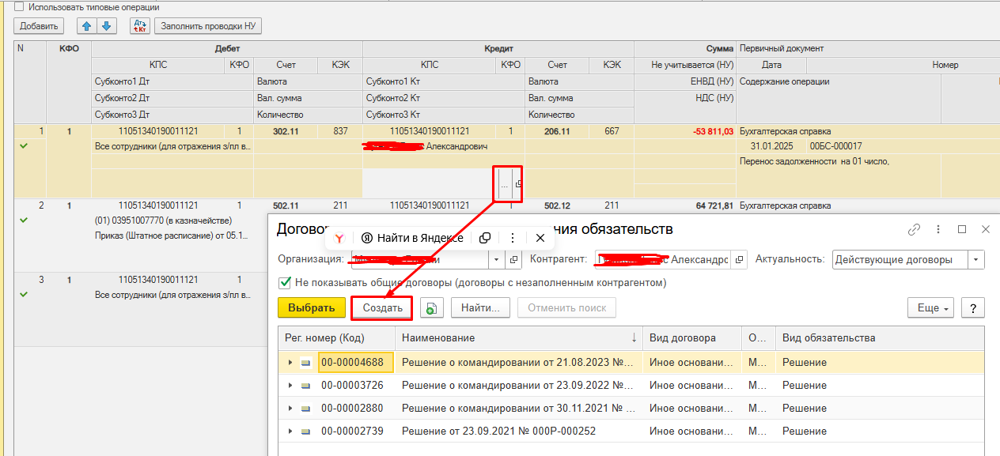 Использовать типовые операции
Добавить Дт Кт Заполнить проводки НУ
N КФО Дебет Кредит Сумма Первичный документ
КПС КФО Счет КЭК КПС КФО Счет КЭК Не учитывается (НУ) Дата Номер
Субконто1 Дт Валюта Субконто1 Кт Валюта ЕНВД (НУ) Содержание операции
Субконто2 Дт Вал. сумма Субконто2 Кт Вал. сумма НДС (НУ)
Субконто3 Дт Количество Субконто3 Кт Количество
1 1 11051340190011121 1 302.11 837 11051340190011121 1 206.11 667 -53 811,03 Бухгалтерская справка
Все сотрудники (для отражения з/пл в... Александрович 31.01.2025 00БС-000017
Перенос задолженности на 01 число,
...
2 1 11051340190011121 1 502.11 211 11051340190011121 1 502.12 211 64 721,81 Бухгалтерская справка
(01) 03951007770 (в казначействе)
Приказ (Штатное расписание) от 05.1...
3 1 11051340190011121 1
Все сотрудники (для отражения з/пл в...
Договор ния обязательств
Найти в Яндексе
Организация: Контрагент: Александрс Актуальность: Действующие договоры
Не показывать общие договоры (договоры с незаполненным контрагентом)
Выбрать Создать Найти... Отменить поиск Еще ?
Рег. номер (Код) Наименование ↓ Вид договора О... Вид обязательства
00-00004688 Решение о командировании от 21.08.2023 №... Иное основани... М... Решение
00-00003726 Решение о командировании от 23.09.2022 №... Иное основани... М... Решение
00-00002880 Решение о командировании от 30.11.2021 № ... Иное основани... М... Решение
00-00002739 Решение от 23.09.2021 № 000Р-000252 Иное основани... М... Решение